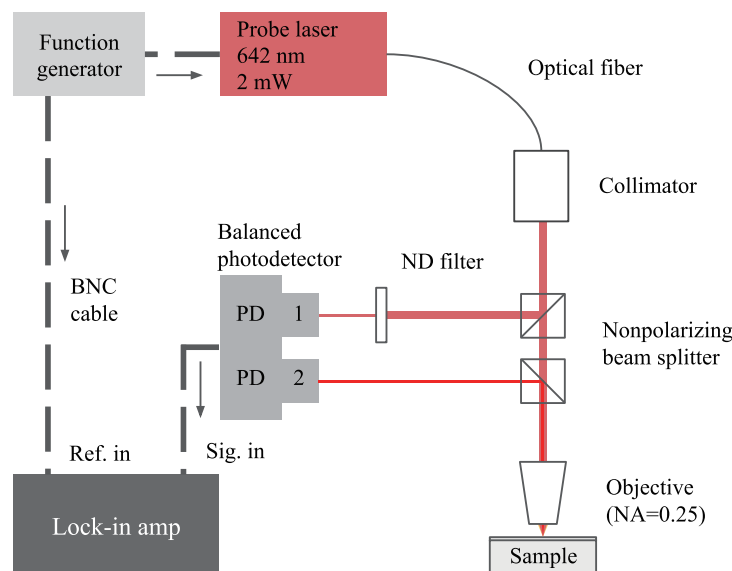 Function
generator
Probe laser
642 nm
2 mW
Optical fiber
Collimator
Balanced
photodetector
ND filter
BNC
cable
PD 1
Nonpolarizing
beam splitter
PD 2
Ref. in
Sig. in
Objective
(NA=0.25)
Lock-in amp
Sample